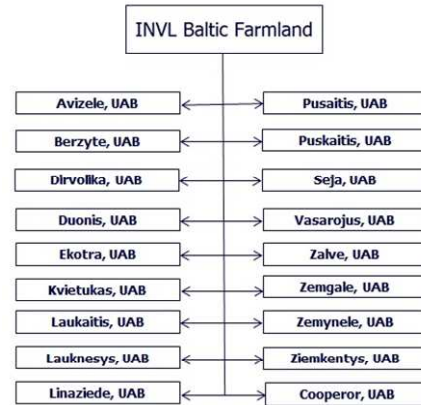 INVL Baltic Farmland
Avizele, UAB
Pusaitis, UAB
Berzyte, UAB
Puskaitis, UAB
Dirvolika, UAB
Seja, UAB
Duonis, UAB
Vasarojus, UAB
Ekotra, UAB
Zalve, UAB
Kvietukas, UAB
Zemgale, UAB
Laukaitis, UAB
Zemynele, UAB
Lauknesys, UAB
Ziemkentys, UAB
Linaziede, UAB
Cooperor, UAB